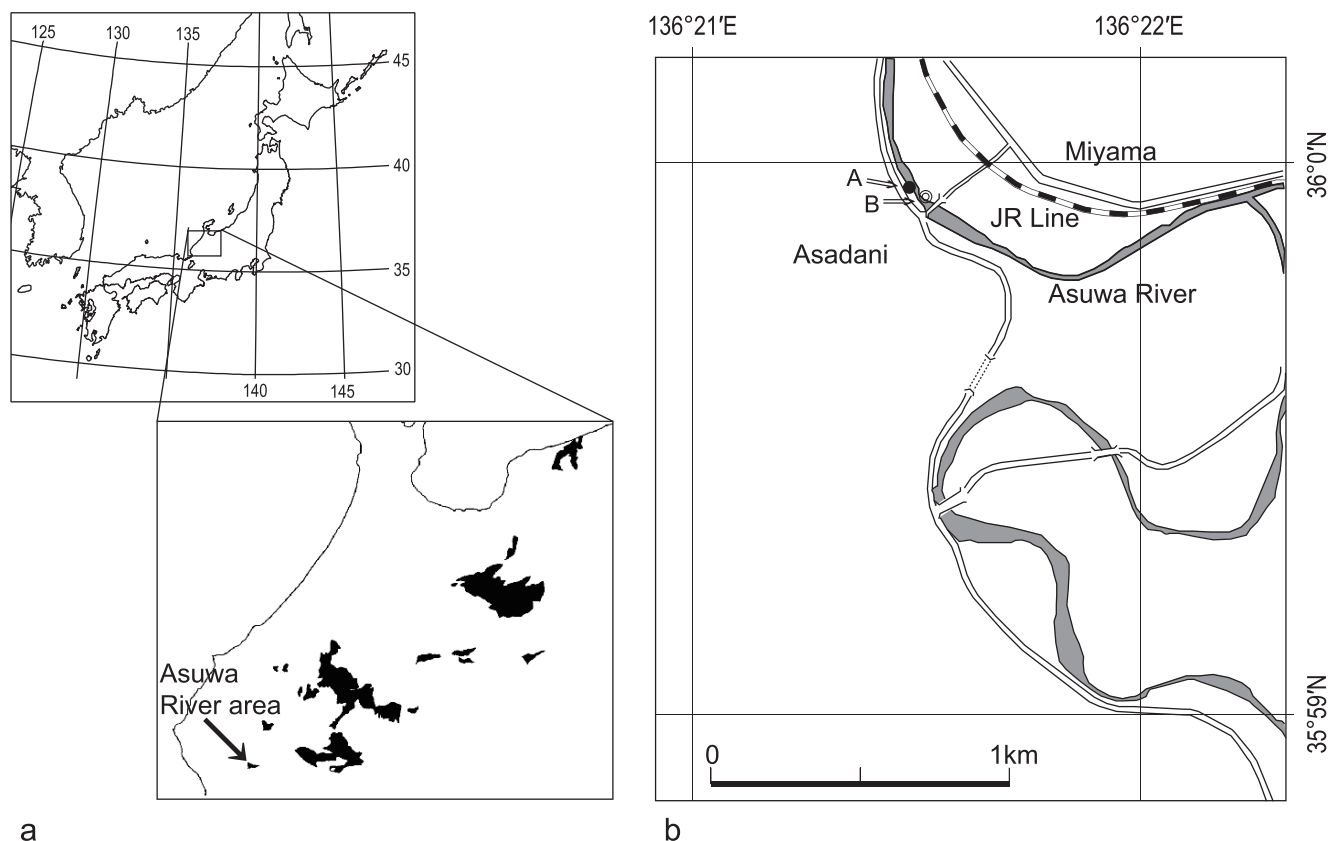 125
130
135
45
40
35
30
140
145
Asuwa
River area
a
136°21′E
136°22′E
Miyama
36°0′N
A
B
JR Line
Asadani
Asuwa River
35°59′N
0
1km
b